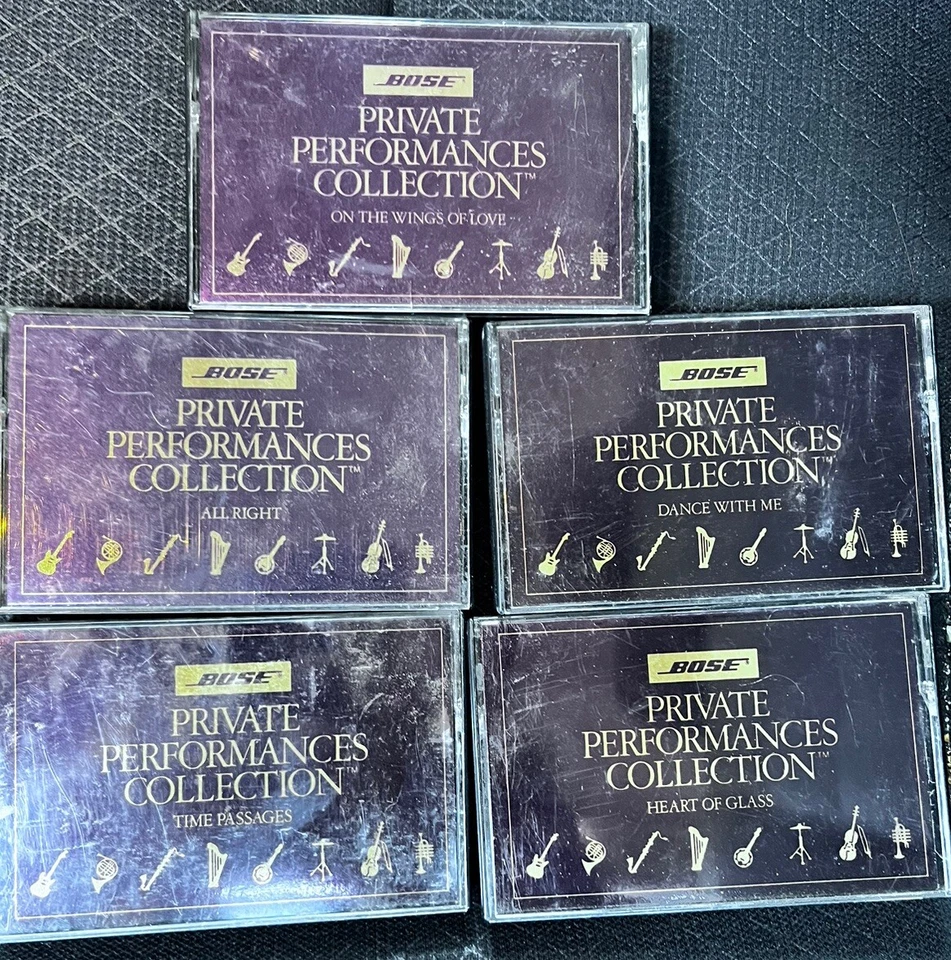 BOSE
PRIVATE
PERFORMANCES
COLLECTION™
ON THE WINGS OF LOVE
BOSE
PRIVATE
PERFORMANCES
COLLECTION™
ALL RIGHT
BOSE
PRIVATE
PERFORMANCES
COLLECTION™
DANCE WITH ME
BOSE
PRIVATE
PERFORMANCES
COLLECTION™
TIME PASSAGES
BOSE
PRIVATE
PERFORMANCES
COLLECTION™
HEART OF GLASS